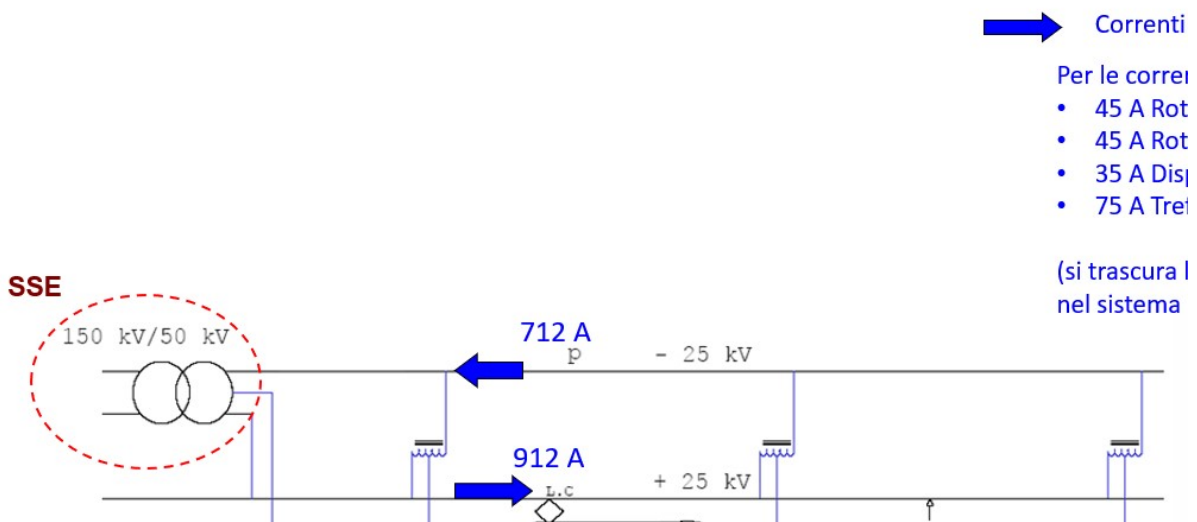 Correnti
Per le corre
• 45 A Rot
• 45 A Rot
• 35 A Disp
• 75 A Tref
(si trascura l
nel sistema
SSE
150 kV/50 kV
712 A
p - 25 kV
912 A
L.C + 25 kV